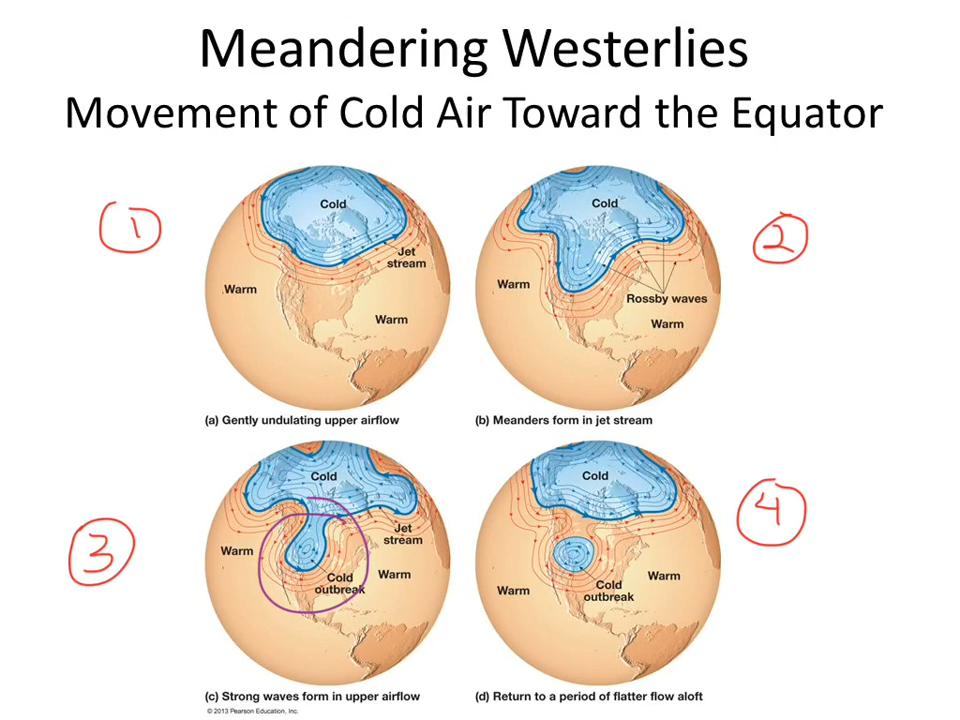 Meandering Westerlies
Movement of Cold Air Toward the Equator
1
Cold
Jet
stream
Warm
Warm
(a) Gently undulating upper airflow
2
Cold
Warm
Rossby waves
Warm
(b) Meanders form in jet stream
3
Cold
Jet
stream
Warm
Warm
Cold
outbreak
(c) Strong waves form in upper airflow
© 2013 Pearson Education, Inc.
4
Cold
Warm
Warm
Cold
outbreak
(d) Return to a period of flatter flow aloft